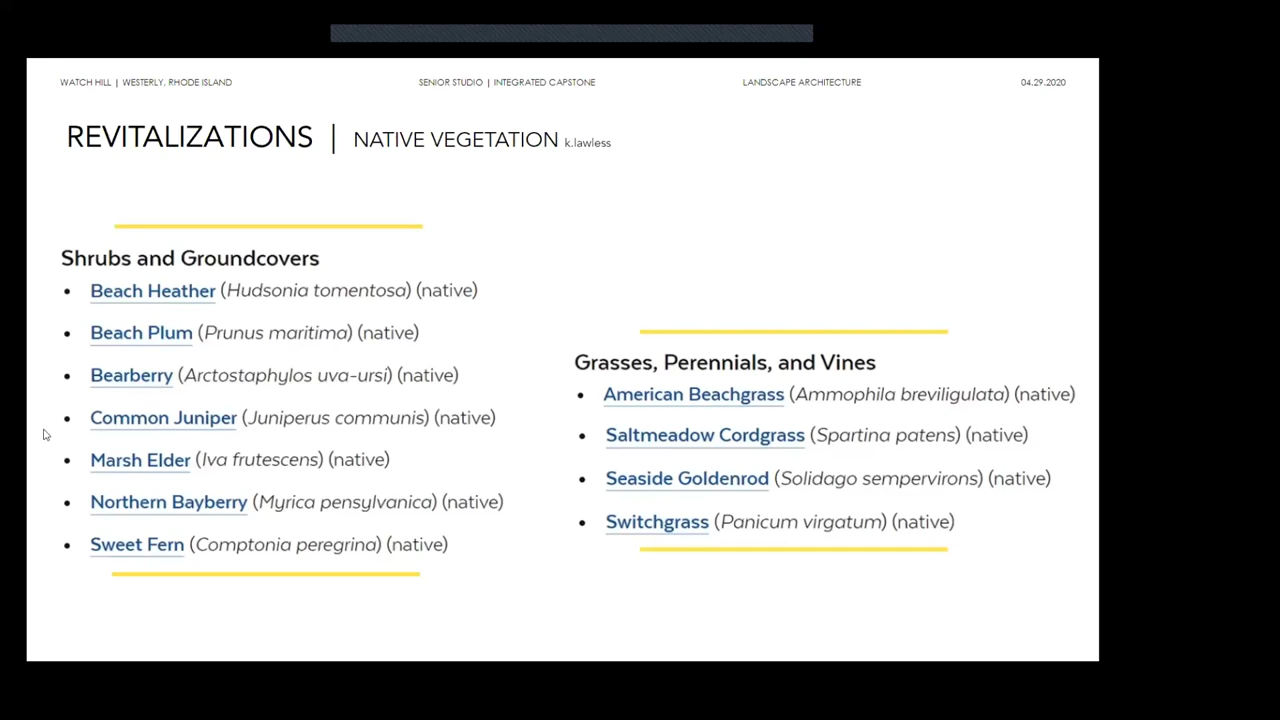 WATCH HILL | WESTERLY, RHODE ISLAND
SENIOR STUDIO | INTEGRATED CAPSTONE
LANDSCAPE ARCHITECTURE
04.29.2020
REVITALIZATIONS | NATIVE VEGETATION k.lawless
Shrubs and Groundcovers
• Beach Heather (Hudsonia tomentosa) (native)
• Beach Plum (Prunus maritima) (native)
• Bearberry (Arctostaphylos uva-ursi) (native)
• Common Juniper (Juniperus communis) (native)
• Marsh Elder (Iva frutescens) (native)
• Northern Bayberry (Myrica pensylvanica) (native)
• Sweet Fern (Comptonia peregrina) (native)
Grasses, Perennials, and Vines
• American Beachgrass (Ammophila breviligulata) (native)
• Saltmeadow Cordgrass (Spartina patens) (native)
• Seaside Goldenrod (Solidago sempervirons) (native)
• Switchgrass (Panicum virgatum) (native)